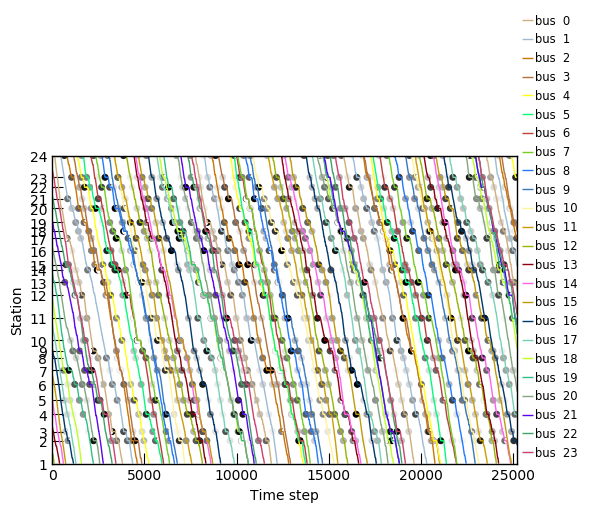 bus 0
bus 1
bus 2
bus 3
bus 4
bus 5
bus 6
bus 7
bus 8
bus 9
bus 10
bus 11
bus 12
bus 13
bus 14
bus 15
bus 16
bus 17
bus 18
bus 19
bus 20
bus 21
bus 22
bus 23
24
23
22
21
20
19
18
17
16
15
14
13
12
11
10
9
8
7
6
5
4
3
2
1
Station
0 5000 10000 15000 20000 25000
Time step